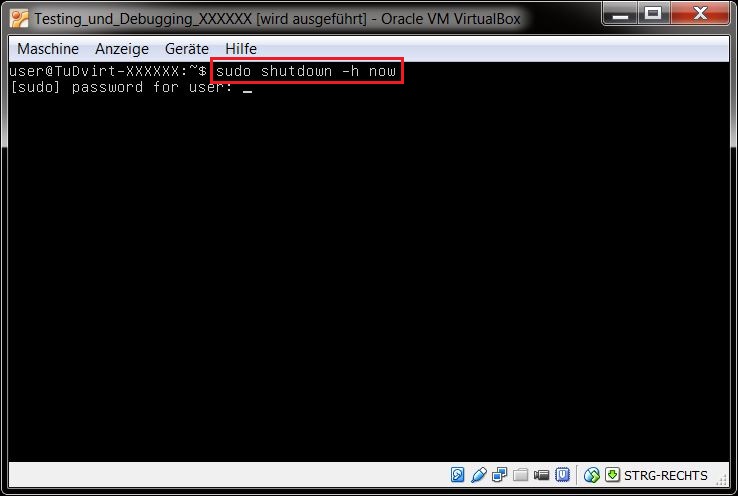 Testing_und_Debugging_XXXXXX [wird ausgeführt] - Oracle VM VirtualBox
Maschine Anzeige Geräte Hilfe
user@TuDvirt-XXXXXX:~$ sudo shutdown -h now
[sudo] password for user: _
STRG-RECHTS